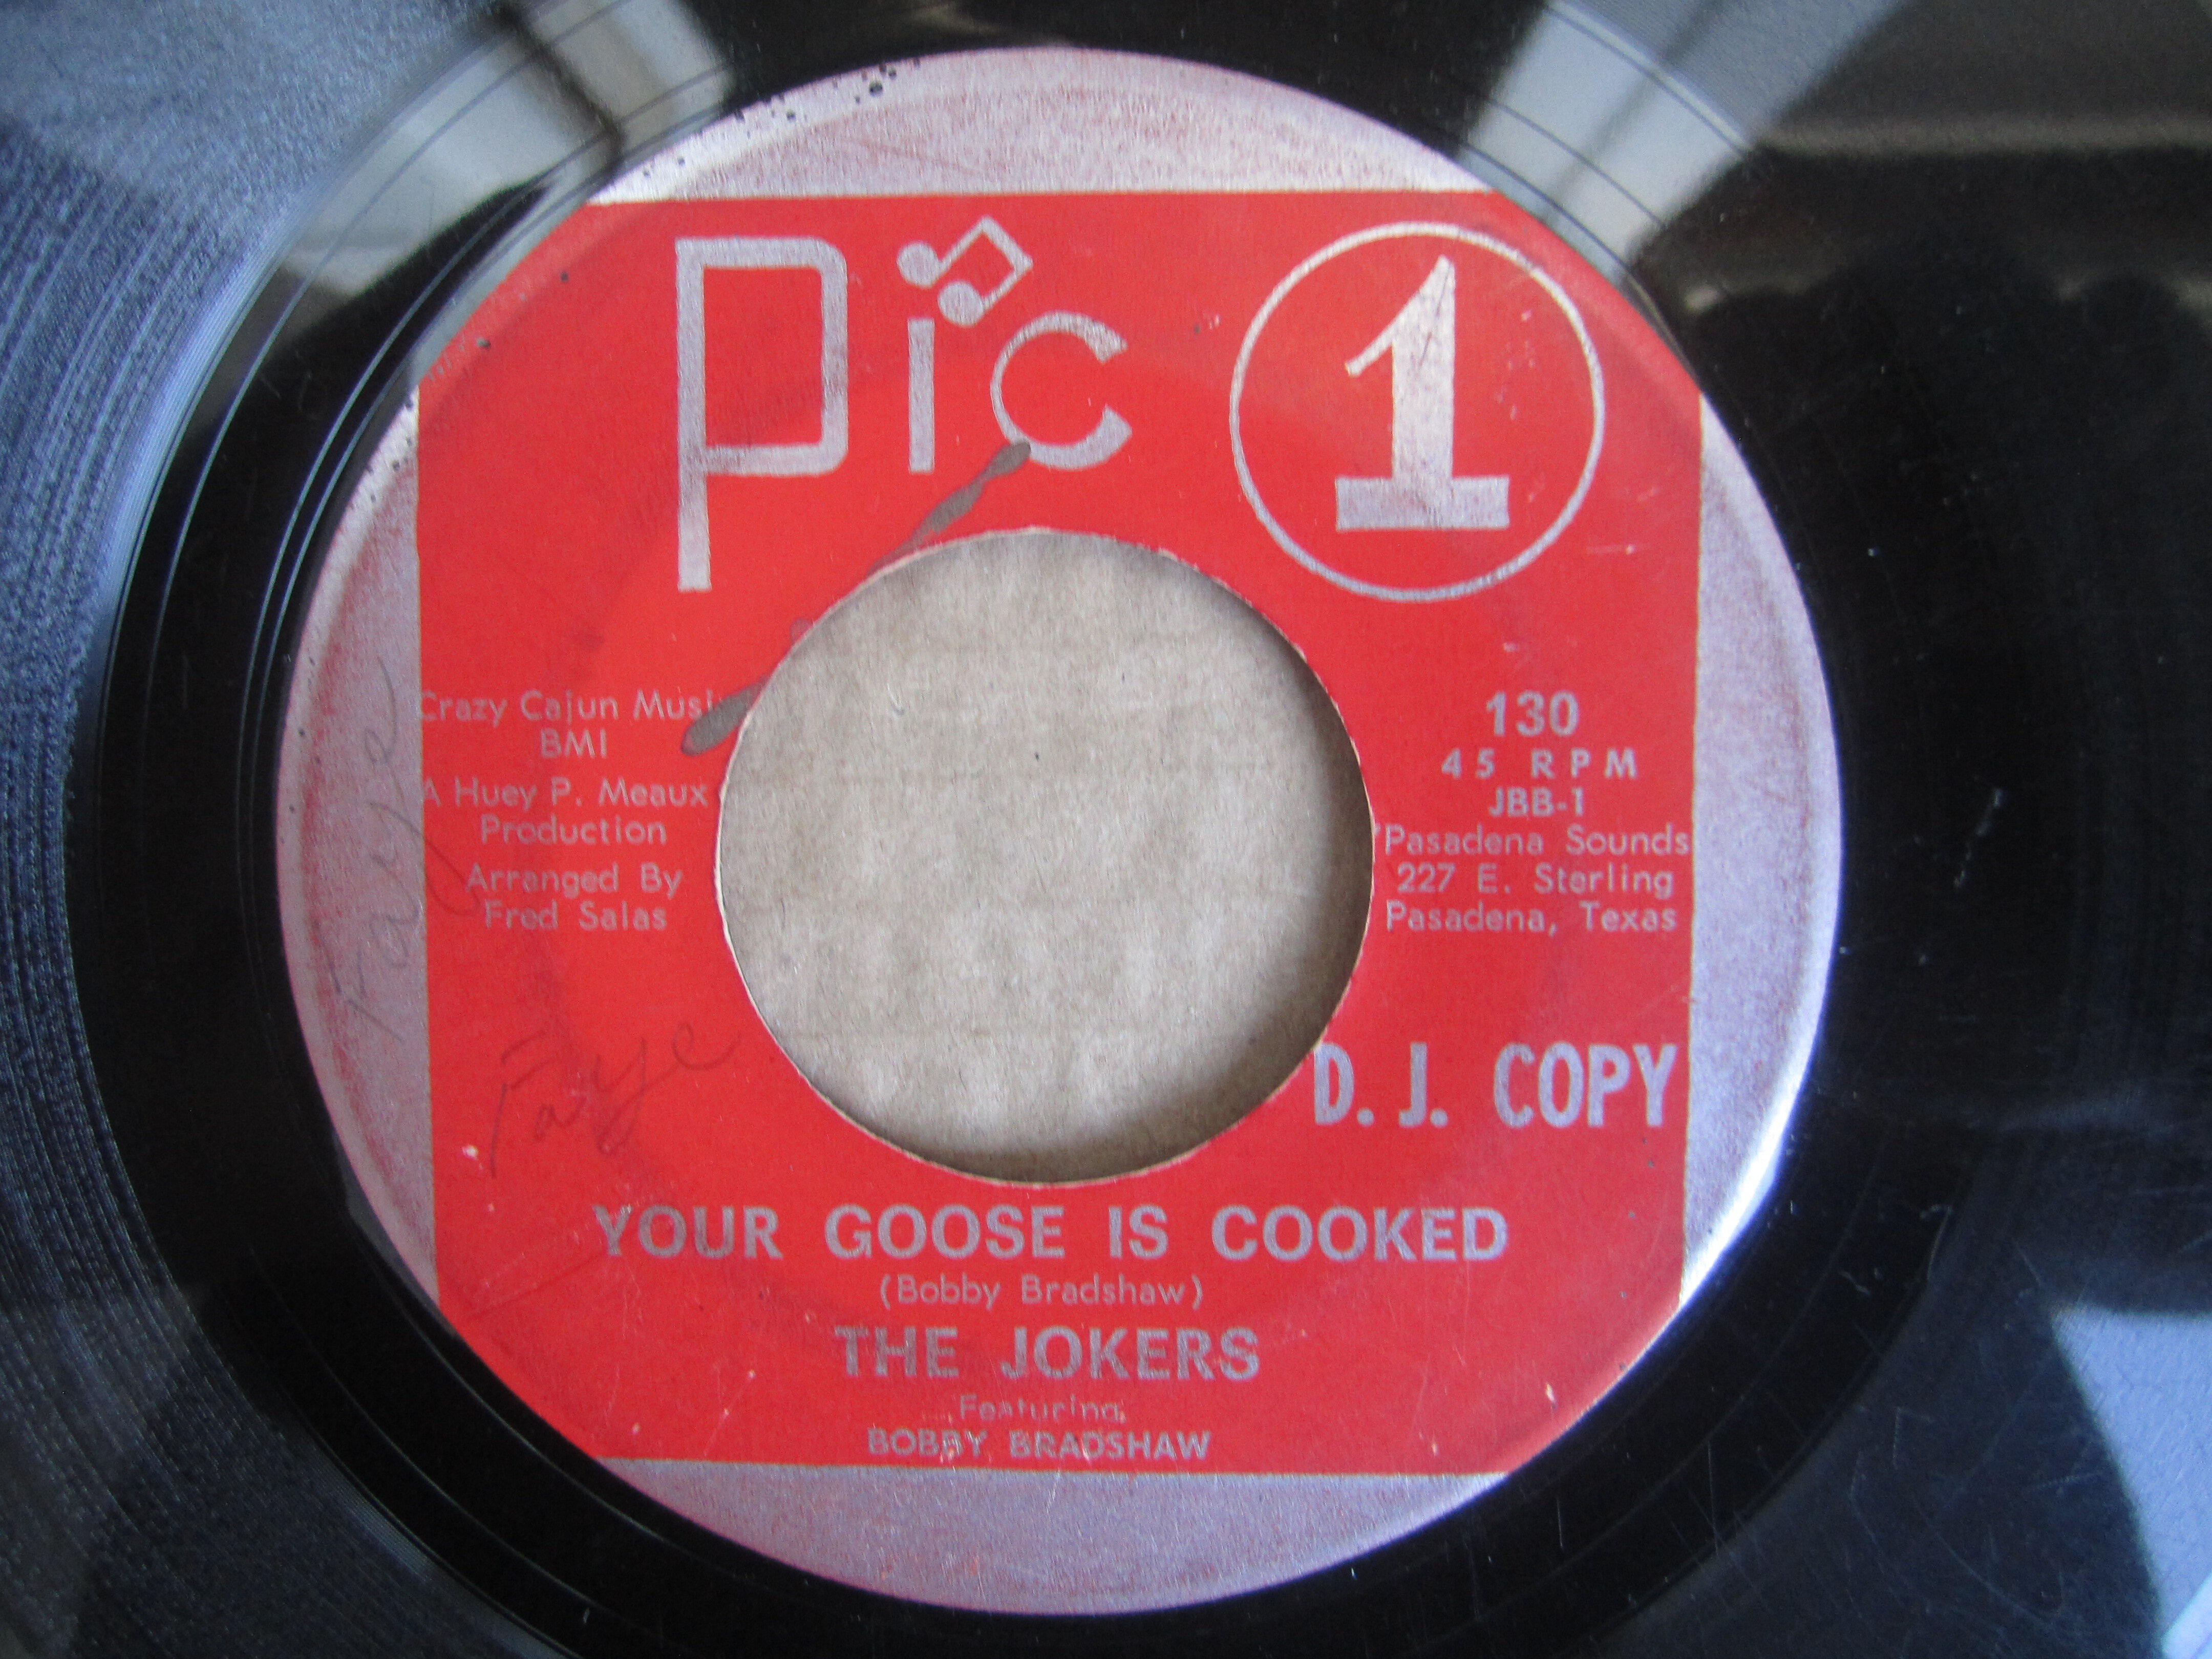 Pic 1
Crazy Cajun Music
BMI
A Huey P. Meaux
Production
Arranged By
Fred Salas
130
45 RPM
JBB-1
Pasadena Sounds
227 E. Sterling
Pasadena, Texas
Faye
Faye
D.J. COPY
YOUR GOOSE IS COOKED
(Bobby Bradshaw)
THE JOKERS
Featuring
BOBBY BRADSHAW